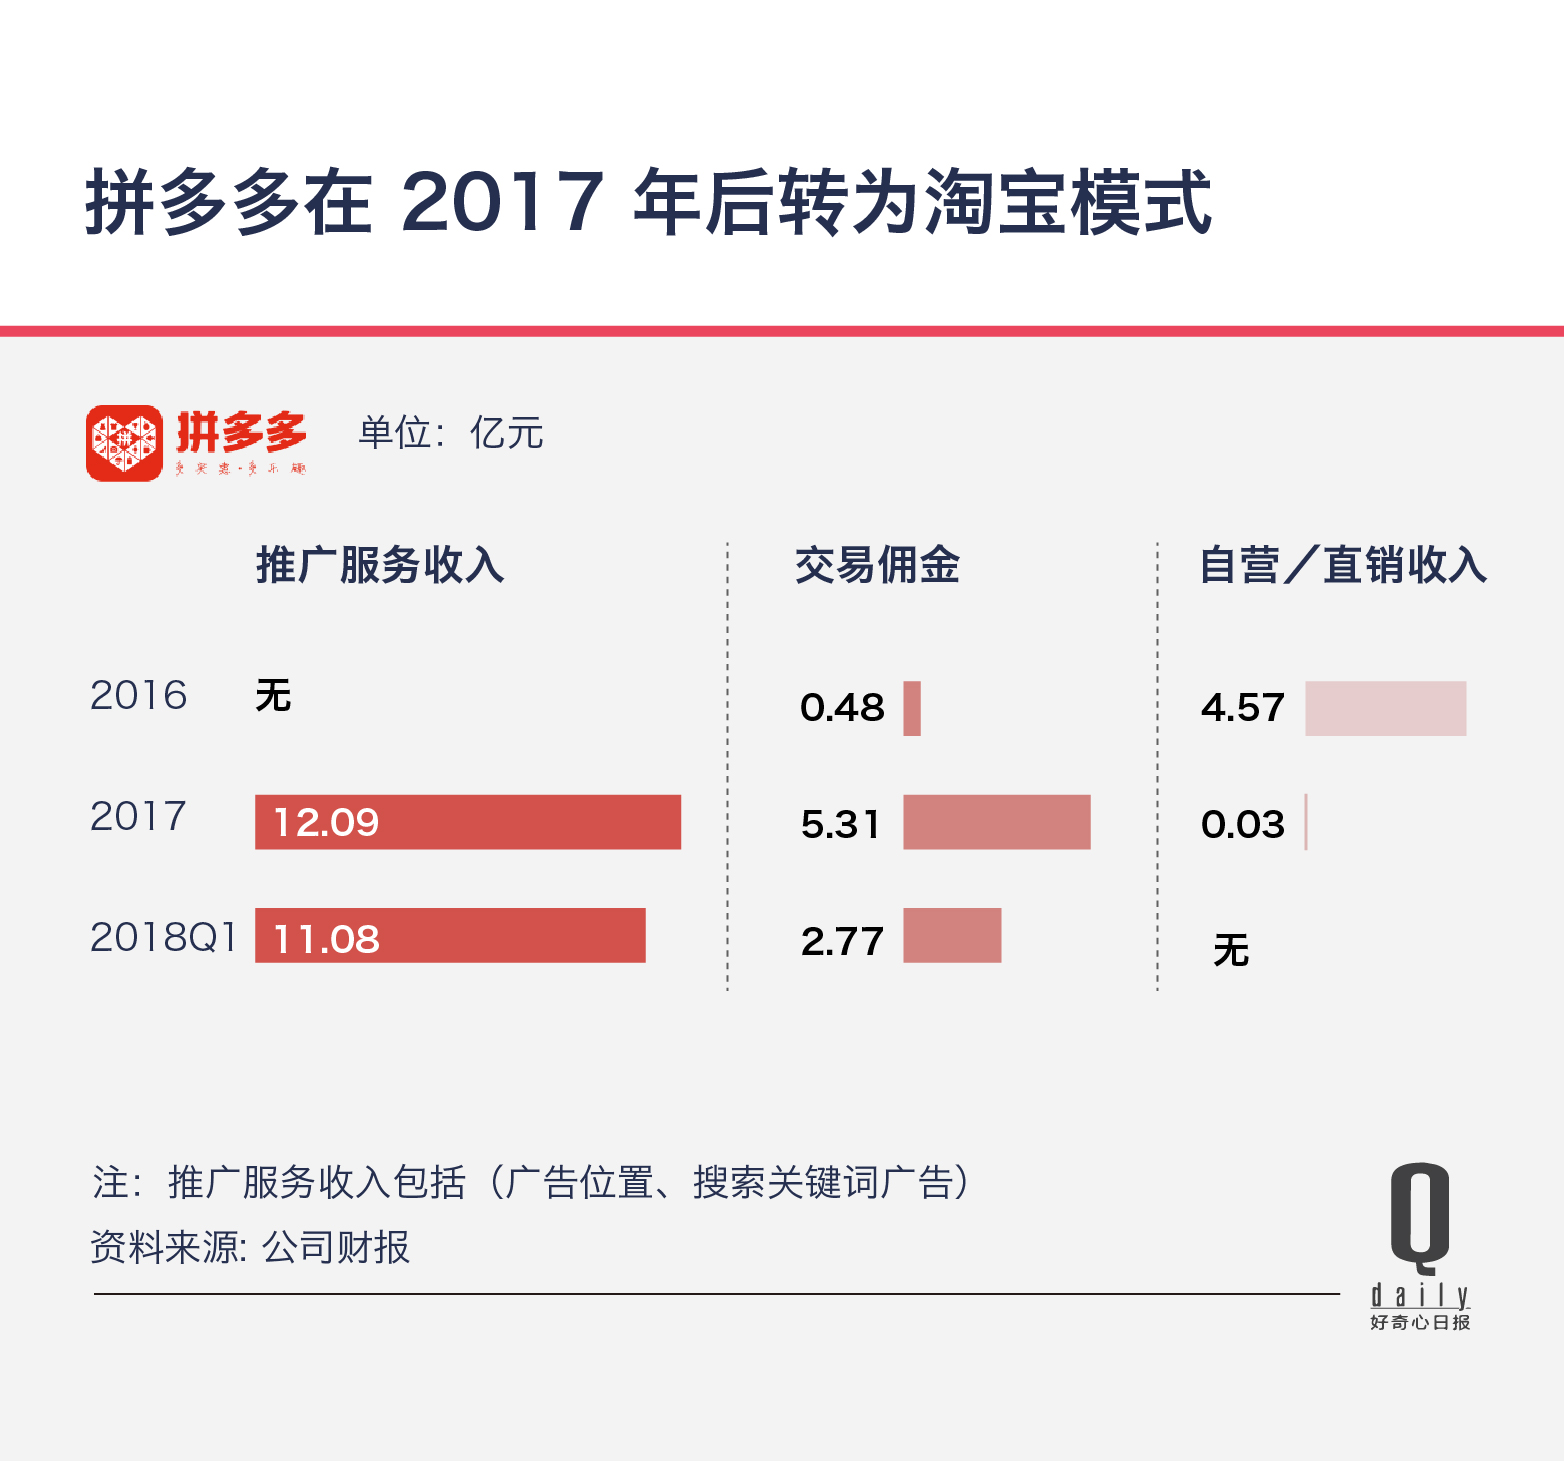 拼多多在 2017 年后转为淘宝模式
拼多多
单位：亿元
推广服务收入 交易佣金 自营／直销收入
2016 无 0.48 4.57
2017 12.09 5.31 0.03
2018Q1 11.08 2.77 无
注：推广服务收入包括（广告位置、搜索关键词广告）
资料来源: 公司财报
Q
daily
好奇心日报